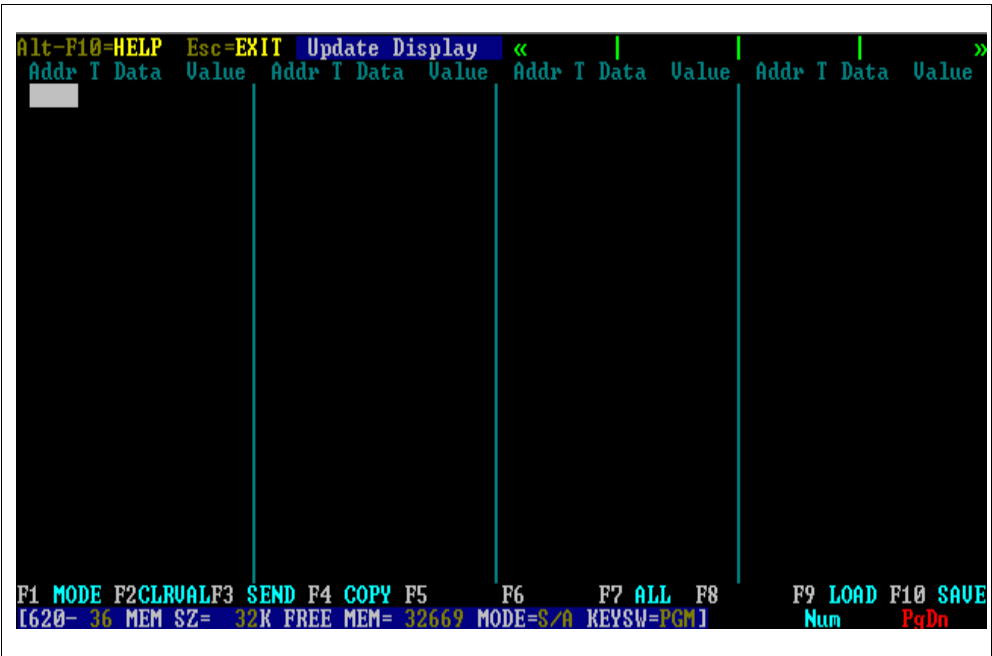 Alt-F10=HELP Esc=EXIT Update Display « | | | »
Addr T Data Value Addr T Data Value Addr T Data Value Addr T Data Value
F1 MODE F2CLRVALF3 SEND F4 COPY F5 F6 F7 ALL F8 F9 LOAD F10 SAVE
[620- 36 MEM SZ= 32K FREE MEM= 32669 MODE=S/A KEYSW=PGM] Num PgDn